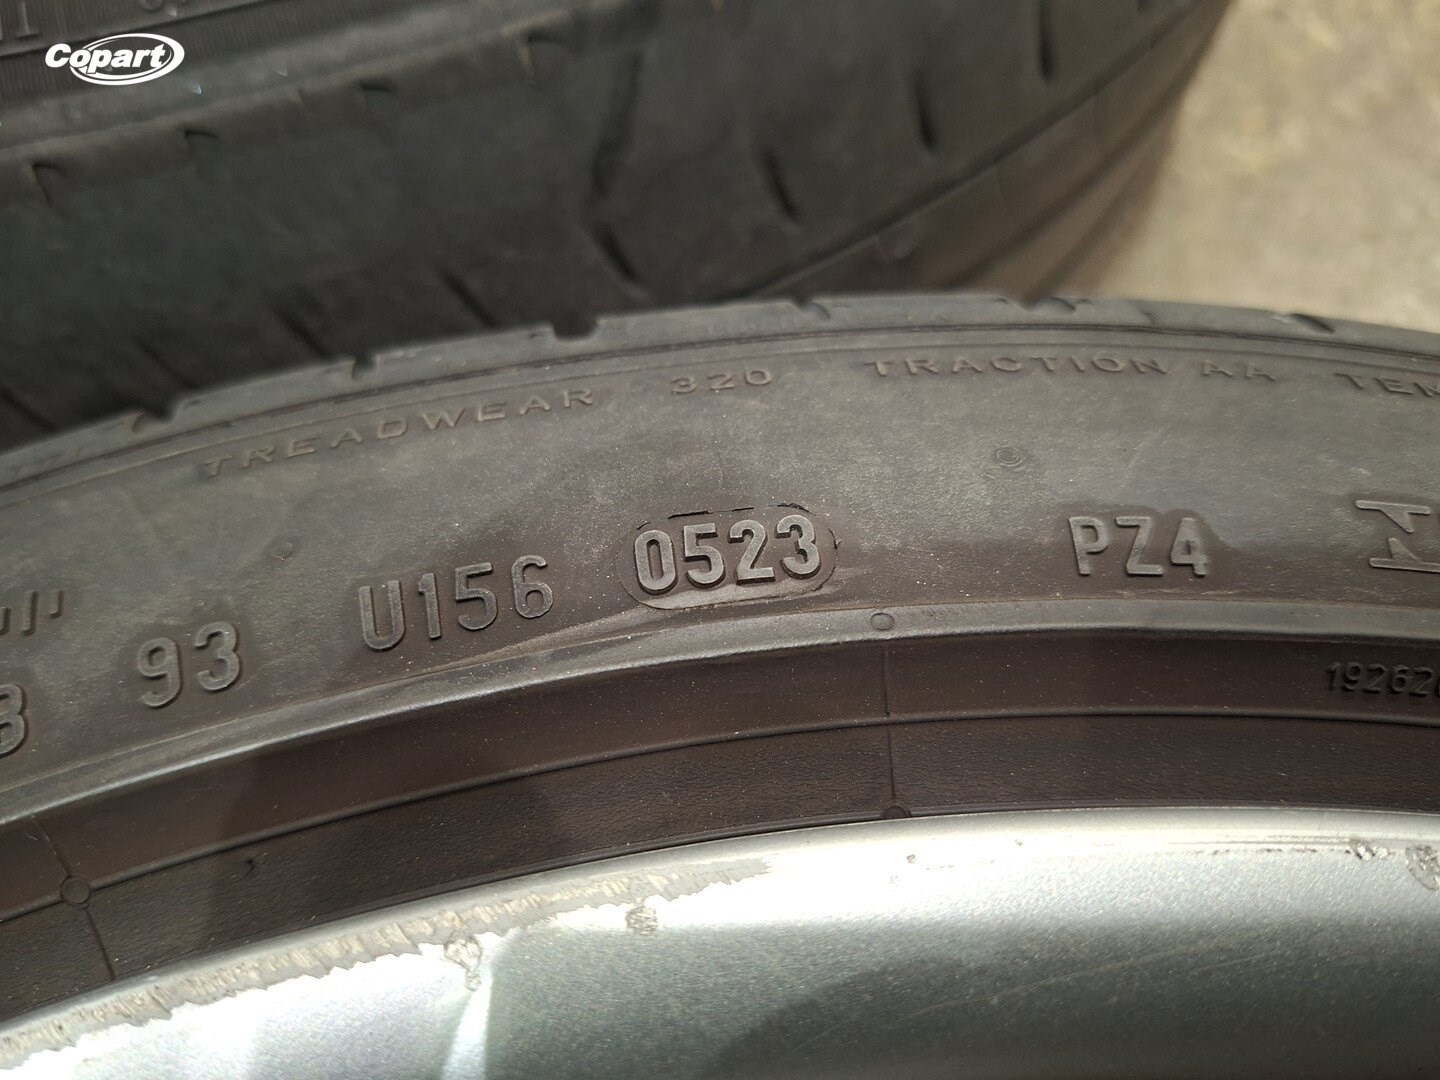 Copart
TREADWEAR 320 TRACTION AA
93 U156 0523 PZ4